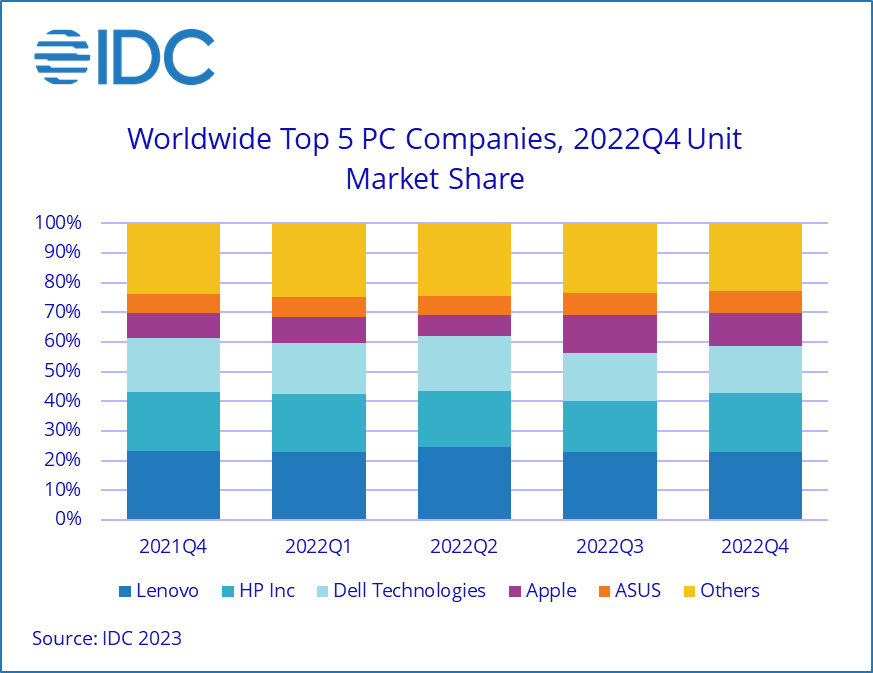 IDC
Worldwide Top 5 PC Companies, 2022Q4 Unit
Market Share
100%
90%
80%
70%
60%
50%
40%
30%
20%
10%
0%
2021Q4 2022Q1 2022Q2 2022Q3 2022Q4
Lenovo HP Inc Dell Technologies Apple ASUS Others
Source: IDC 2023